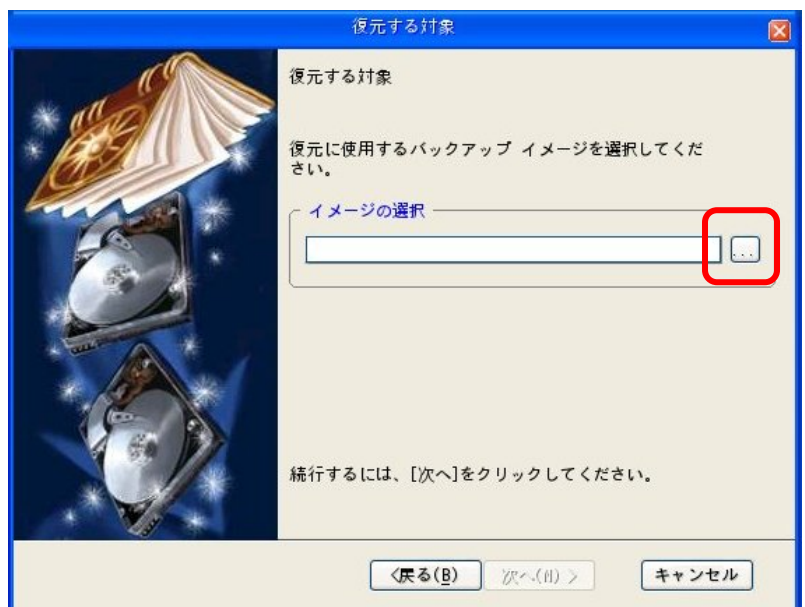 復元する対象
復元する対象
復元に使用するバックアップ イメージを選択してくだ
さい。
イメージの選択
...
続行するには、[次へ]をクリックしてください。
<戻る(B)
次へ(N) >
キャンセル